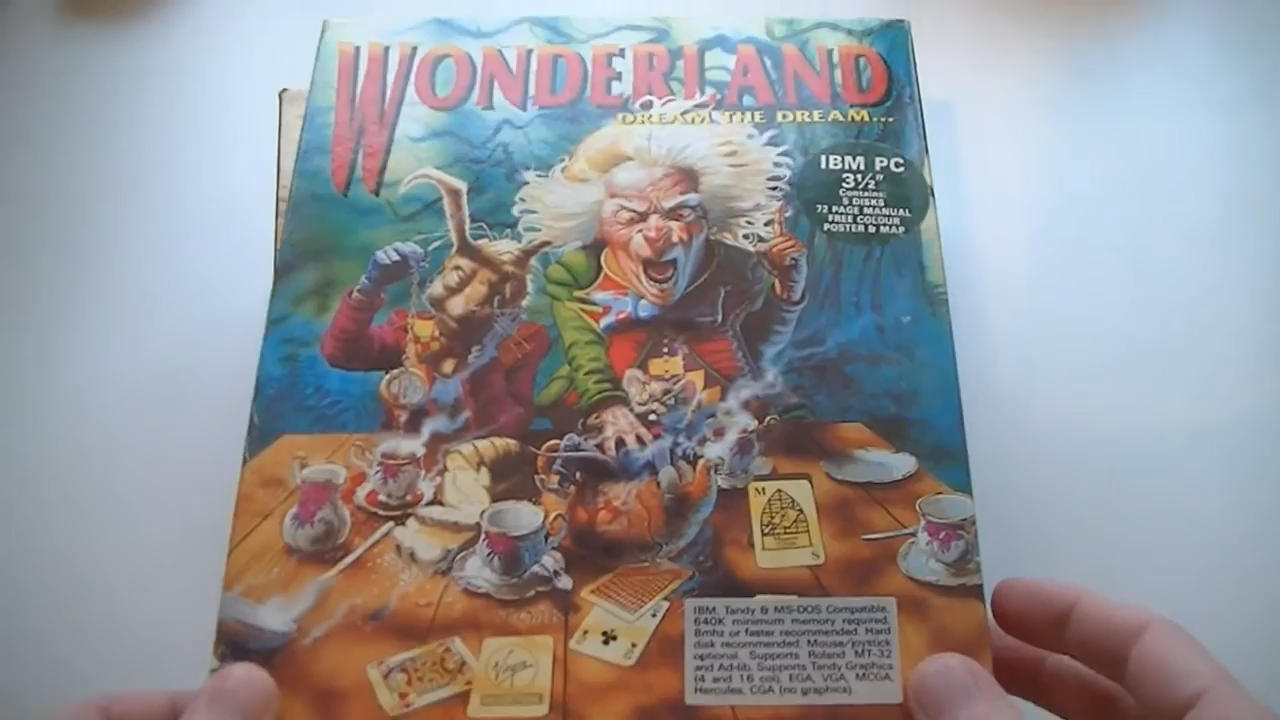 WONDERLAND
DREAM THE DREAM...
IBM PC
3½"
Contains:
5 DISKS
72 PAGE MANUAL
FREE COLOUR
POSTER & MAP
M
S
Virgin
IBM, Tandy & MS-DOS Compatible.
640K minimum memory required.
8mhz or faster recommended. Hard
disk recommended. Mouse/joystick
optional. Supports Roland MT-32
and Ad-lib. Supports Tandy Graphics
(4 and 16 col), EGA, VGA, MCGA,
Hercules, CGA (no graphics).